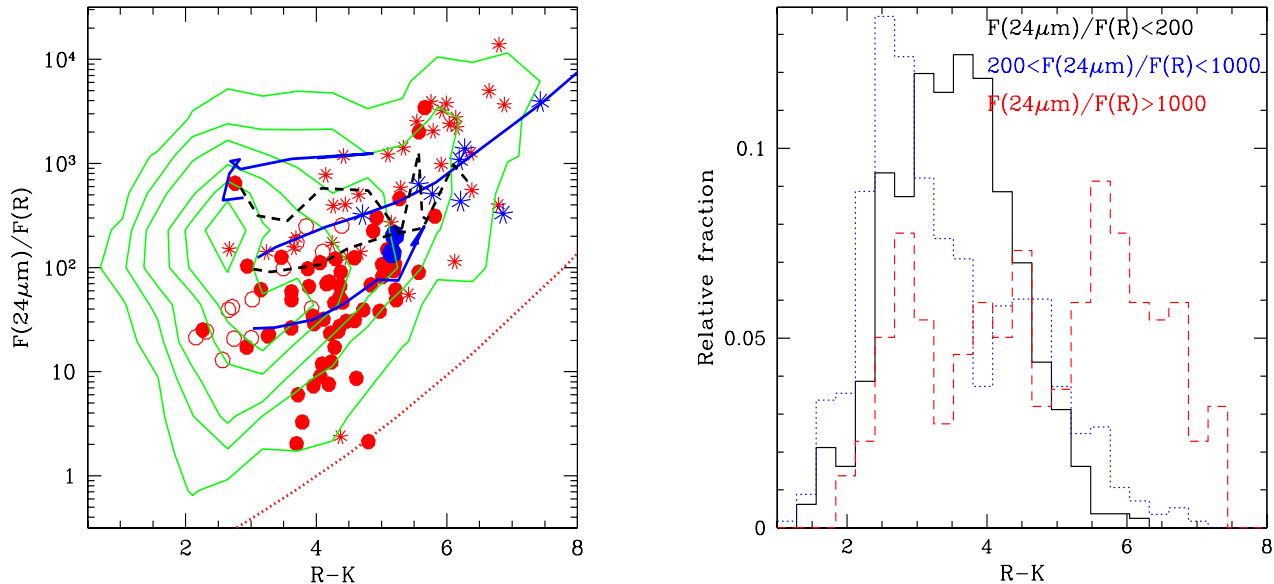 10⁴
10³
10²
10
1
F(24μm)/F(R)
2 4 6 8
R−K
F(24μm)/F(R)<200
200<F(24μm)/F(R)<1000
F(24μm)/F(R)>1000
0.1
0.05
0
Relative fraction
2 4 6 8
R−K